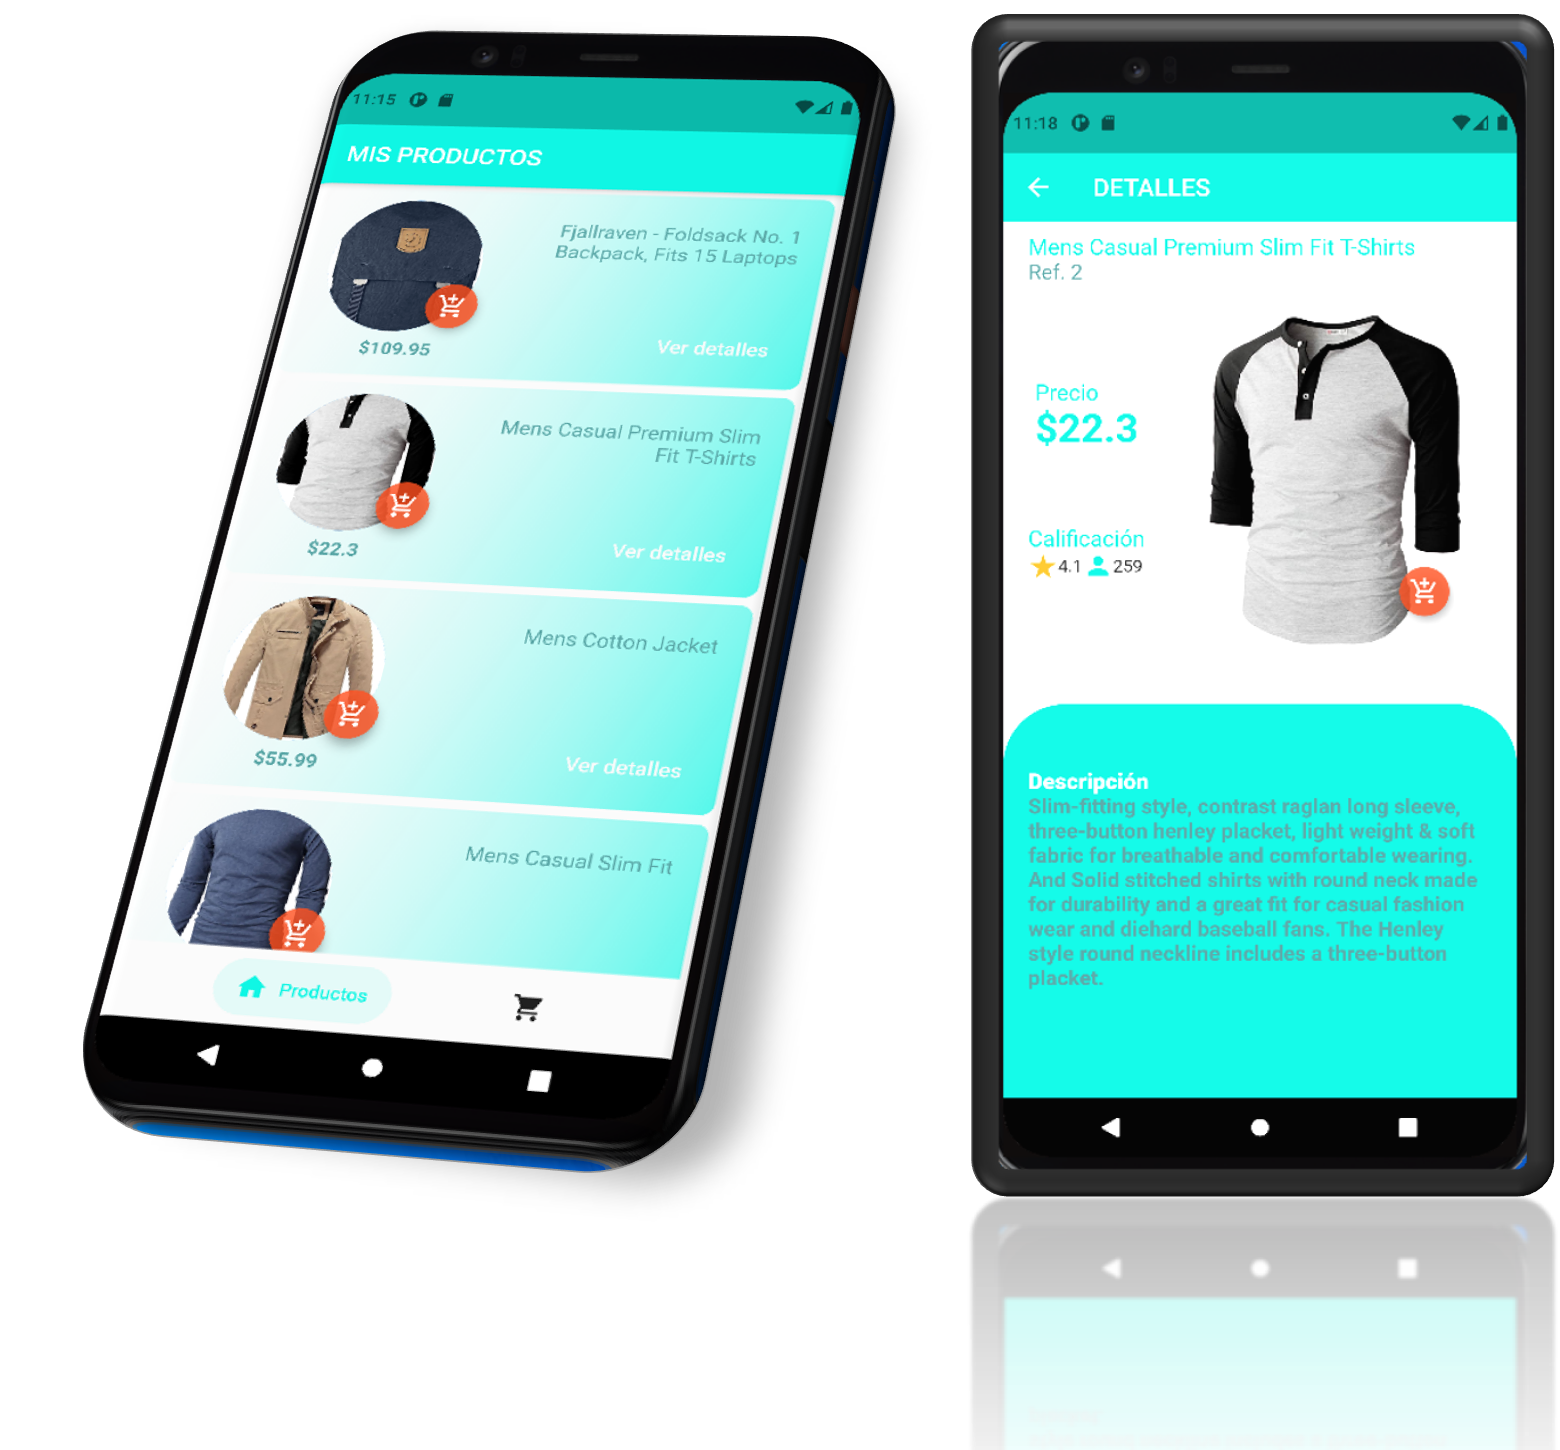 11:15
MIS PRODUCTOS
Fjallraven - Foldsack No. 1
Backpack, Fits 15 Laptops
$109.95
Ver detalles
Mens Casual Premium Slim
Fit T-Shirts
$22.3
Ver detalles
Mens Cotton Jacket
$55.99
Ver detalles
Mens Casual Slim Fit
Productos
11:18
DETALLES
Mens Casual Premium Slim Fit T-Shirts
Ref. 2
Precio
$22.3
Calificación
4.1 259
Descripción
Slim-fitting style, contrast raglan long sleeve,
three-button henley placket, light weight & soft
fabric for breathable and comfortable wearing.
And Solid stitched shirts with round neck made
for durability and a great fit for casual fashion
wear and diehard baseball fans. The Henley
style round neckline includes a three-button
placket.